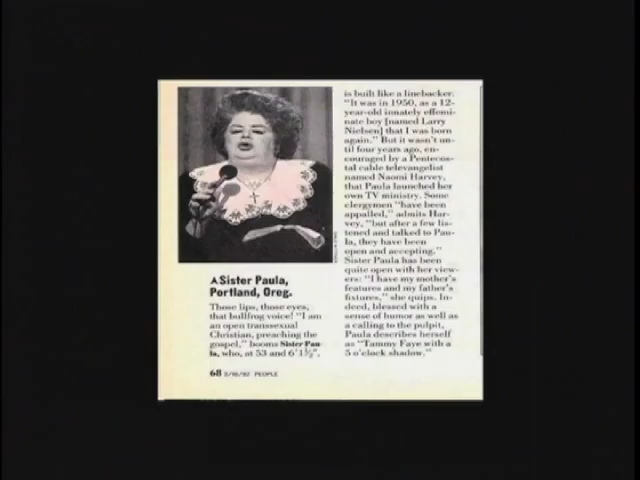 ▲Sister Paula,
Portland, Oreg.
Those lips, those eyes,
that bullfrog voice! "I am
an open transsexual
Christian, preaching the
gospel," booms Sister Pau-
la, who, at 53 and 6'1½",
is built like a linebacker.
"It was in 1950, as a 12-
year-old innately effemi-
nate boy [named Larry
Nielsen] that I was born
again." But it wasn't un-
til four years ago, en-
couraged by a Pentecos-
tal cable televangelist
named Naomi Harvey,
that Paula launched her
own TV ministry. Some
clergymen "have been
appalled," admits Har-
vey, "but after a few lis-
tened and talked to Pau-
la, they have been
open and accepting."
Sister Paula has been
quite open with her view-
ers: "I have my mother's
features and my father's
fixtures," she quips. In-
deed, blessed with a
sense of humor as well as
a calling to the pulpit,
Paula describes herself
as "Tammy Faye with a
5 o'clock shadow."
68 PEOPLE